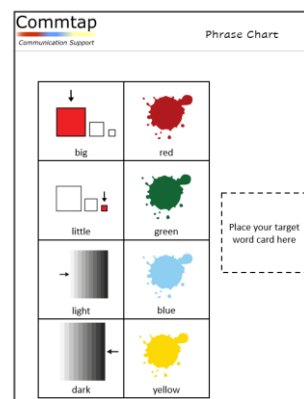 Commtap
Communication Support
Phrase Chart
big
red
little
green
Place your target
word card here
light
blue
dark
yellow